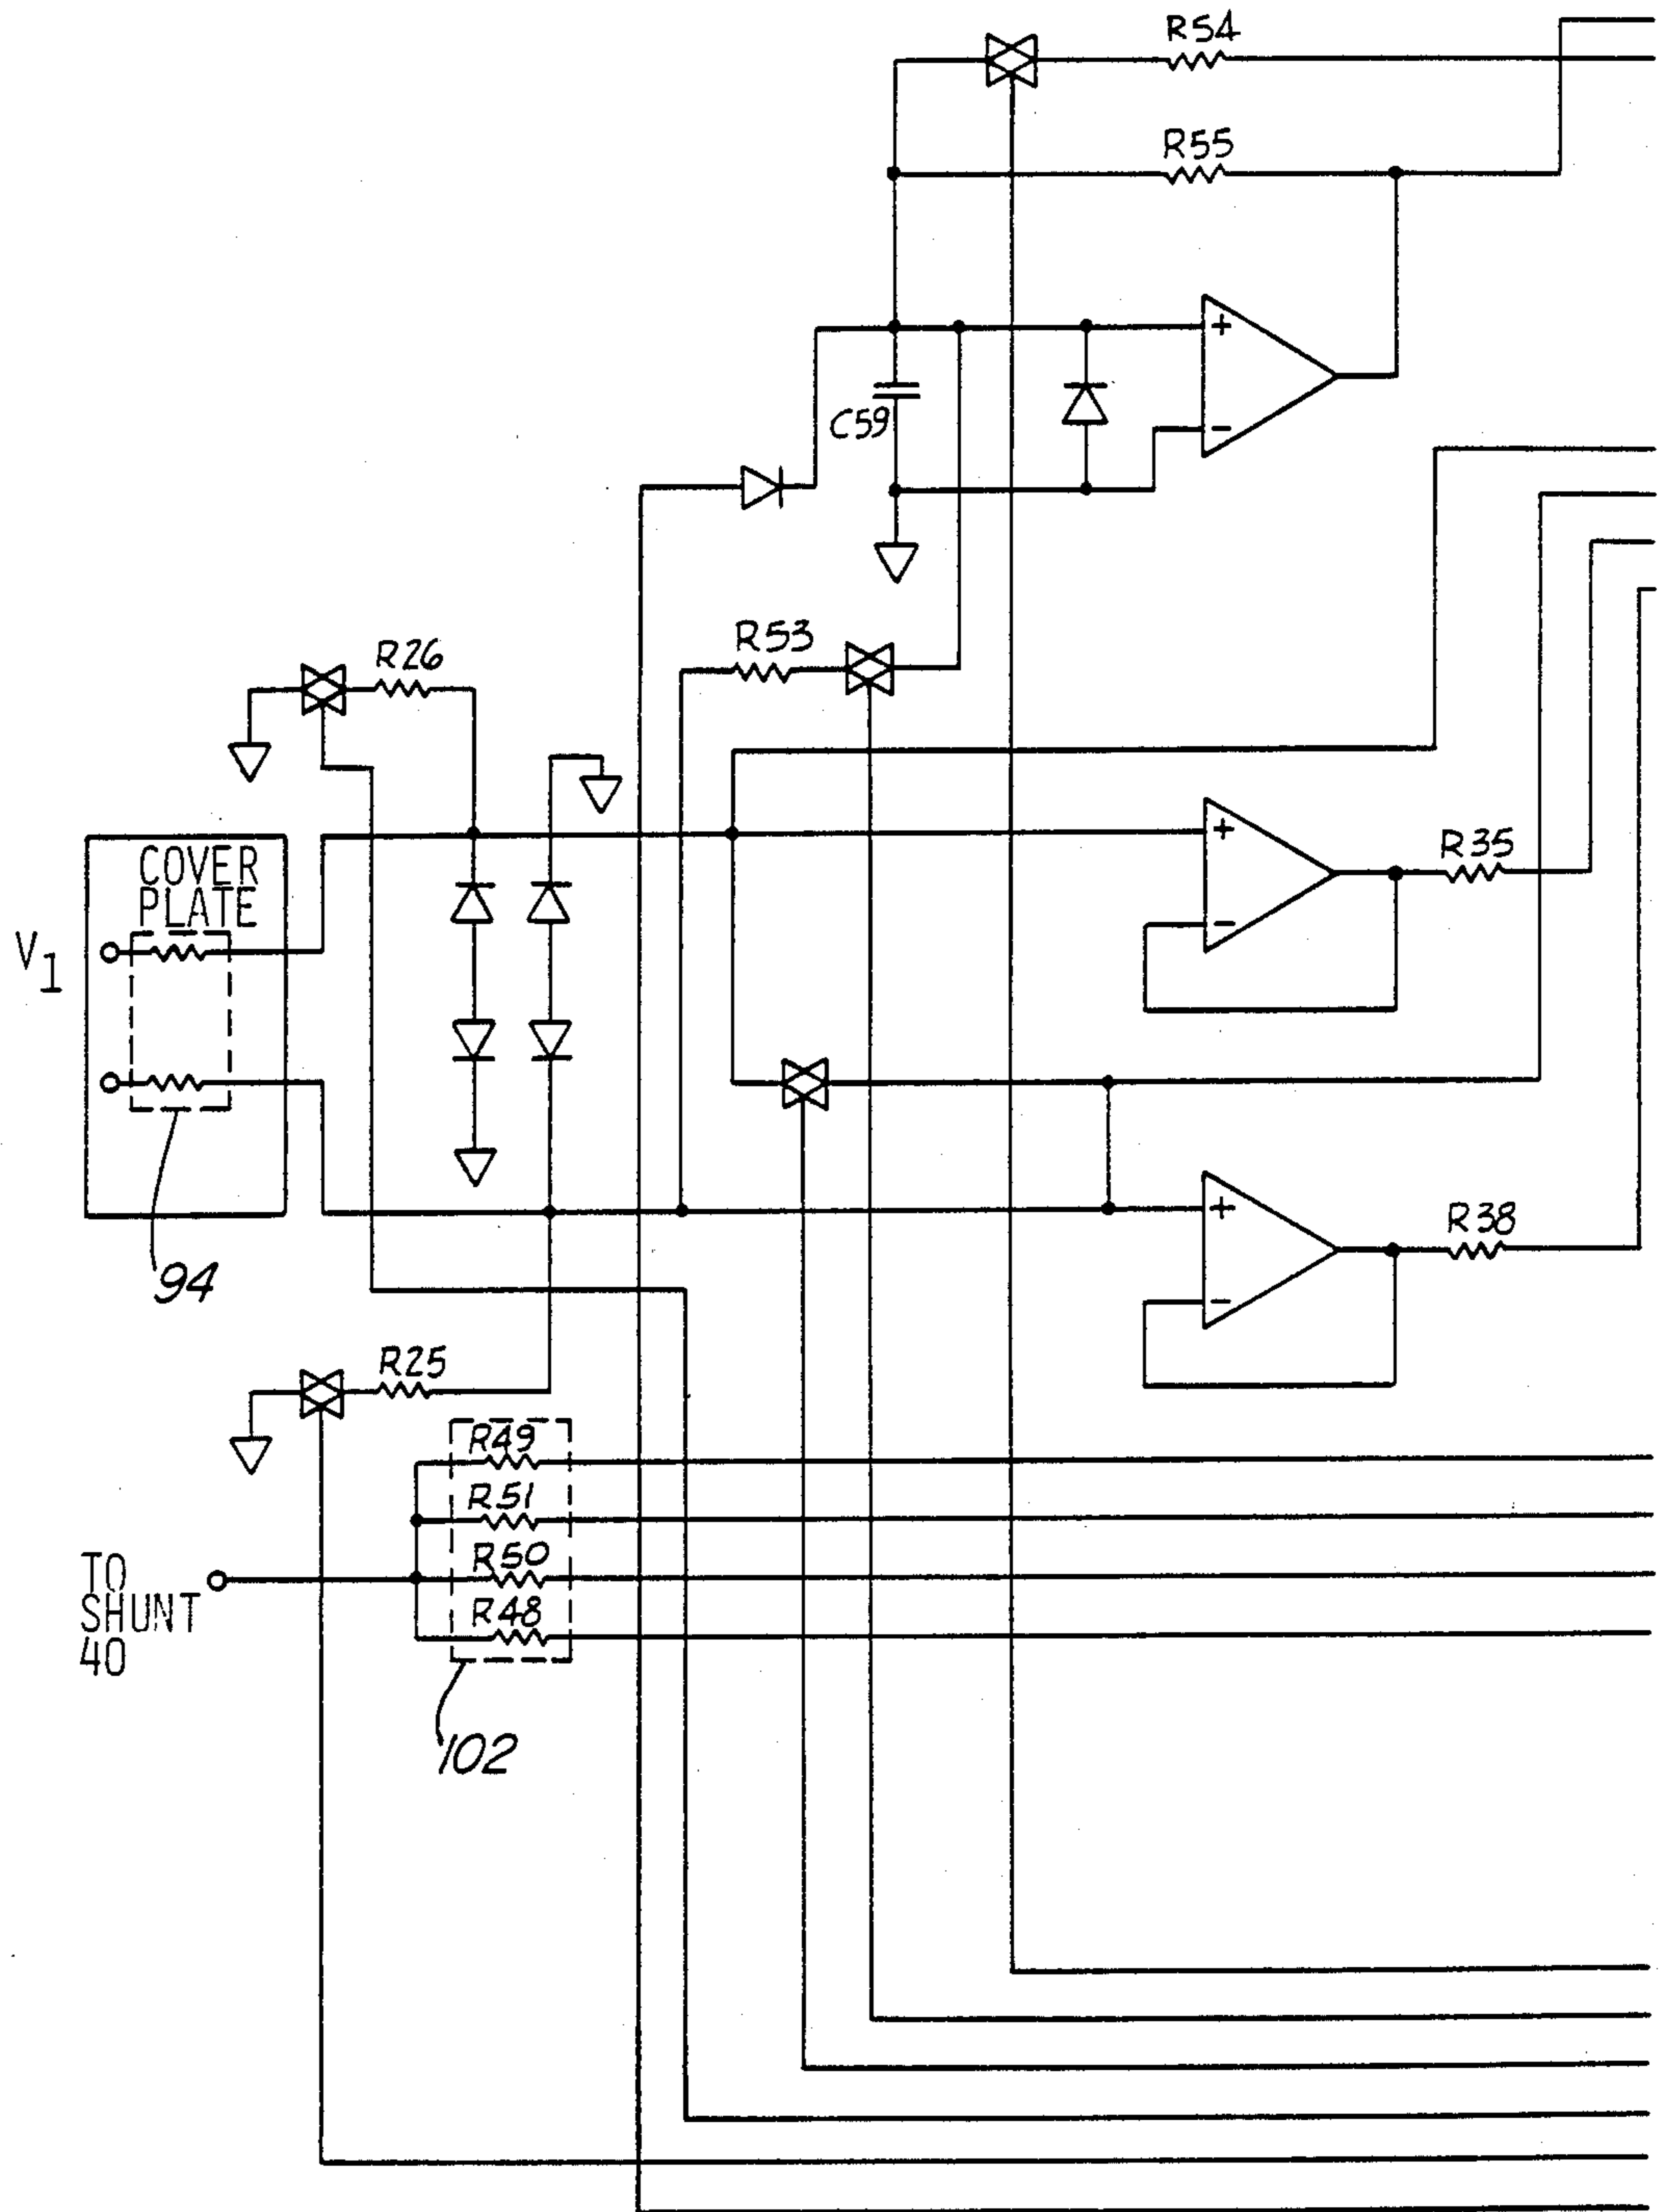 R54
R55
+
-
C59
R53
R26
COVER
PLATE
V1
+
-
R35
+
-
R38
94
R25
R49
R51
R50
R48
TO
SHUNT
40
102